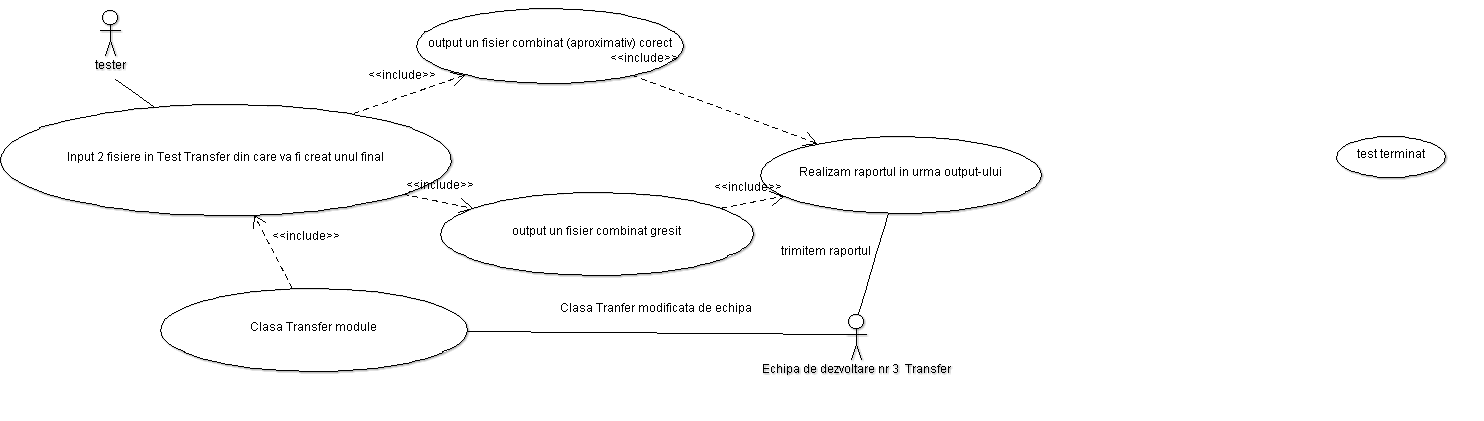 output un fisier combinat (aproximativ) corect
<<include>>
tester
<<include>>
Input 2 fisiere in Test Transfer din care va fi creat unul final
test terminat
Realizam raportul in urma output-ului
<<include>>
<<include>>
output un fisier combinat gresit
<<include>>
trimitem raportul
Clasa Tranfer modificata de echipa
Clasa Transfer module
Echipa de dezvoltare nr 3 Transfer